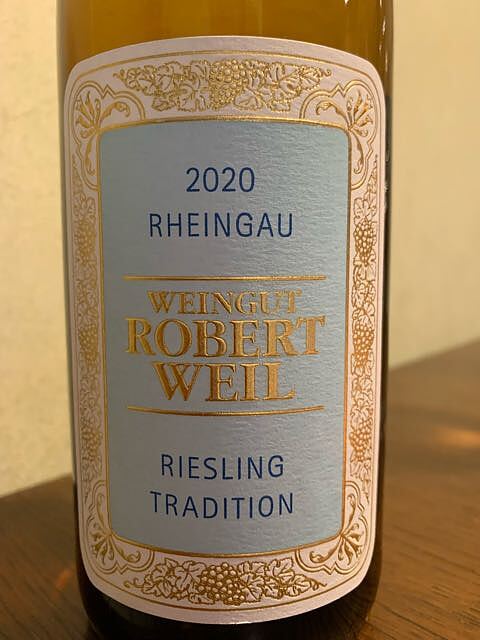 2020
RHEINGAU
WEINGUT
ROBERT
WEIL
RIESLING
TRADITION